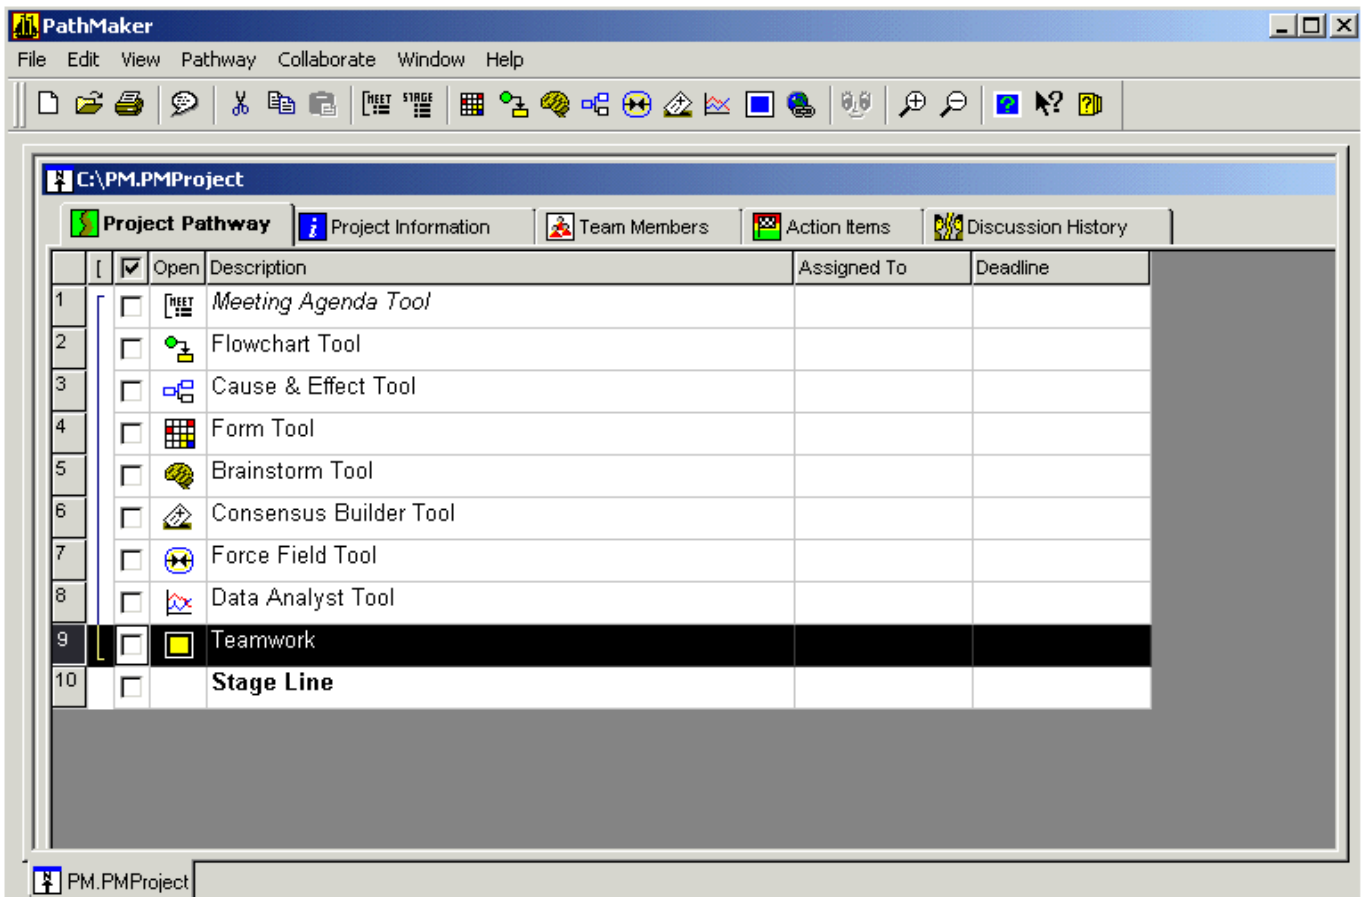 PathMaker
File Edit View Pathway Collaborate Window Help
MEET STAGE
C:\PM.PMProject
Project Pathway Project Information Team Members Action Items Discussion History
[ Open Description Assigned To Deadline
1 MEET Meeting Agenda Tool
2 Flowchart Tool
3 Cause & Effect Tool
4 Form Tool
5 Brainstorm Tool
6 Consensus Builder Tool
7 Force Field Tool
8 Data Analyst Tool
9 Teamwork
10 Stage Line
PM.PMProject